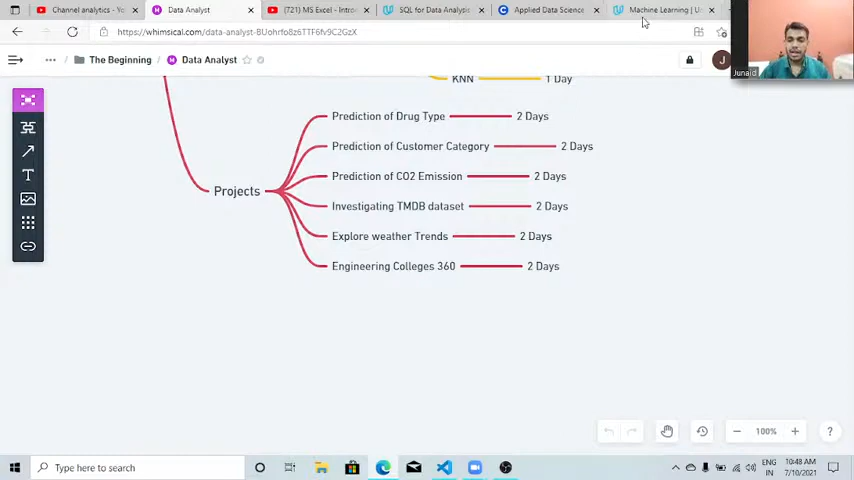 Channel analytics - Yo
Data Analyst
(721) MS Excel - Introd
SQL for Data Analysis
Applied Data Science
Machine Learning | U
https://whimsical.com/data-analyst-BUohrfo8z6TTF6fv9C2GzX
The Beginning / Data Analyst
J
Junaid
KNN 1 Day
Prediction of Drug Type 2 Days
Prediction of Customer Category 2 Days
Prediction of CO2 Emission 2 Days
Projects
Investigating TMDB dataset 2 Days
Explore weather Trends 2 Days
Engineering Colleges 360 2 Days
100%
?
Type here to search
ENG
IN
10:48 AM
7/10/2021